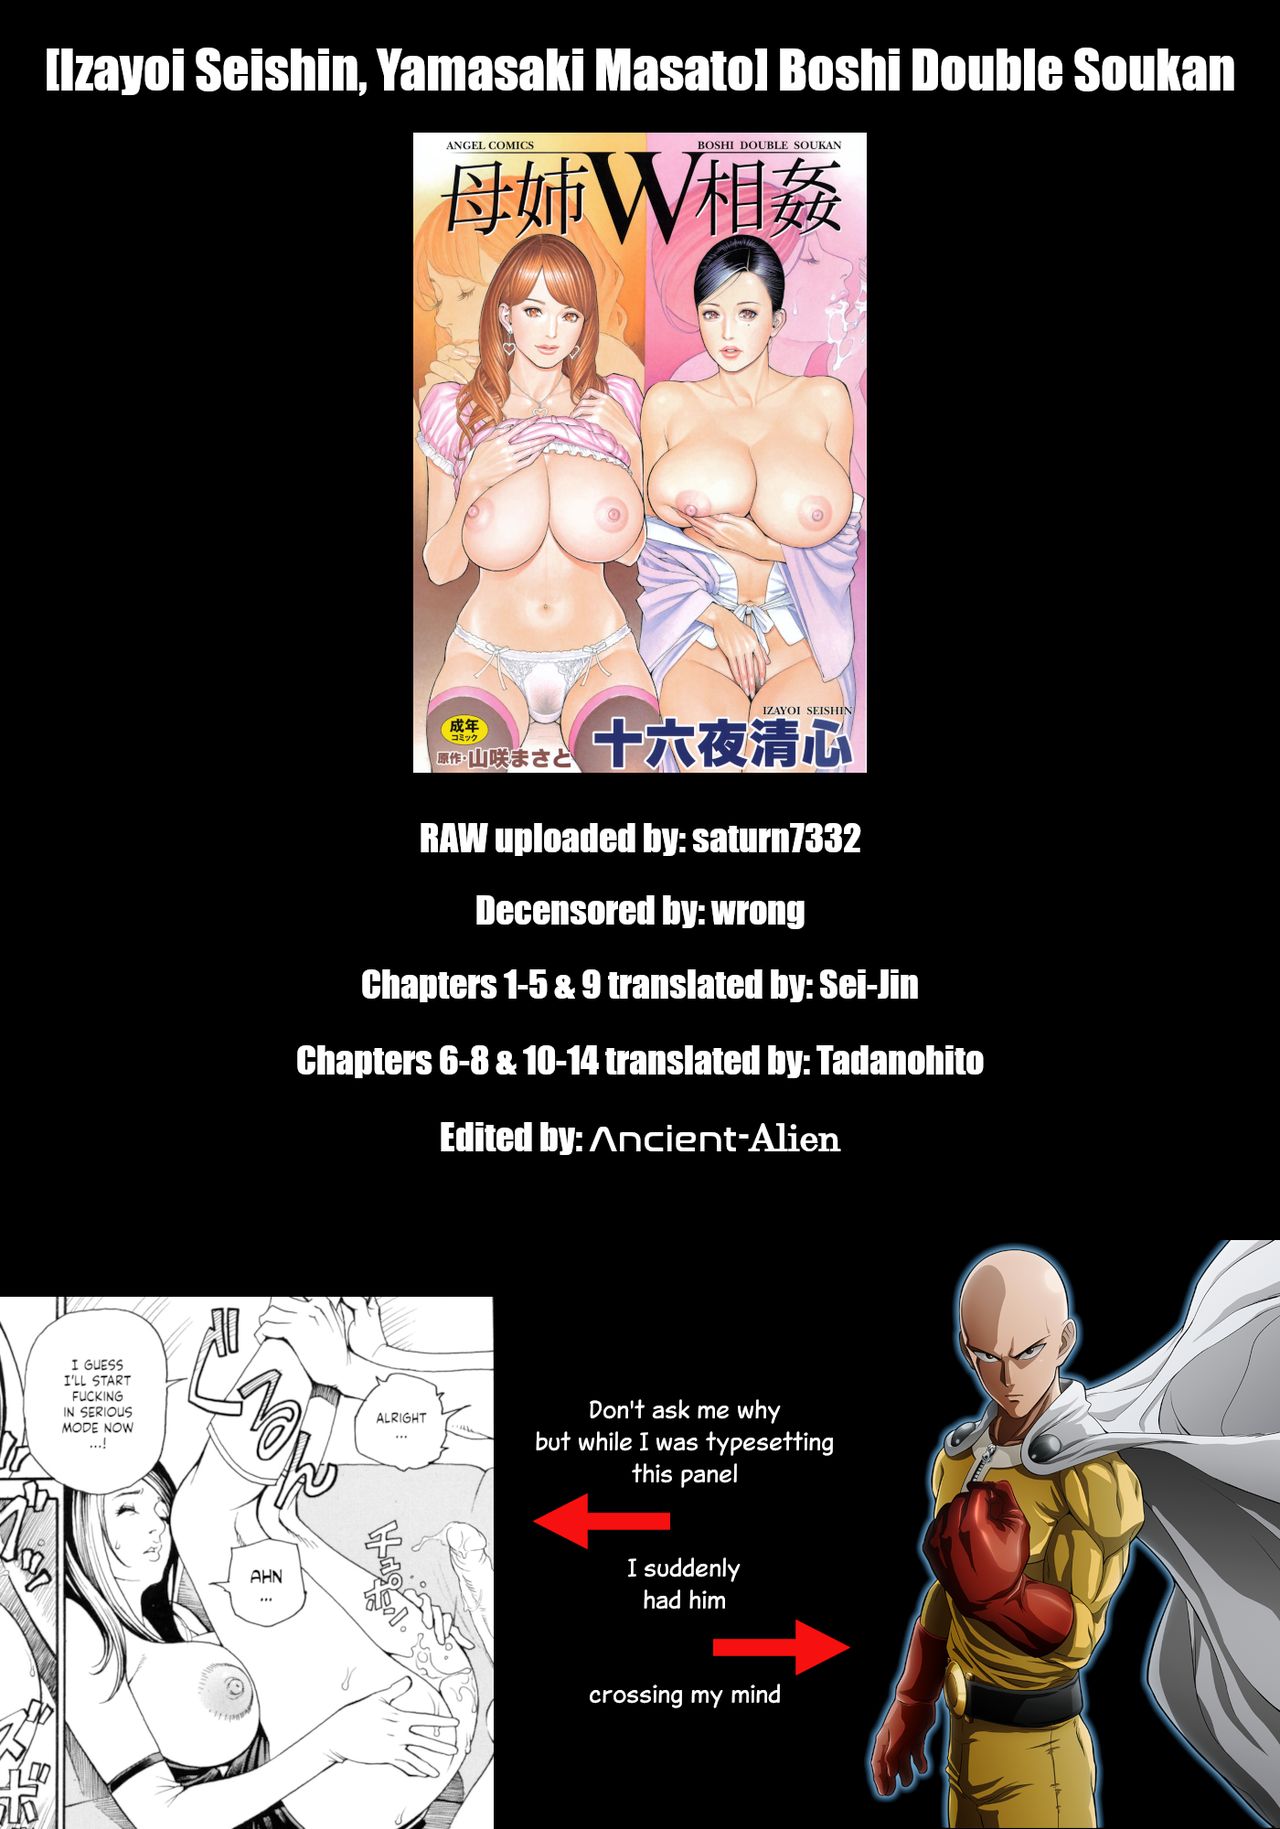 [Izayoi Seishin, Yamasaki Masato] Boshi Double Soukan
ANGEL COMICS
BOSHI DOUBLE SOUKAN
母姉W相姦
IZAYOI SEISHIN
成年
コミック
原作・山咲まさと
十六夜清心
RAW uploaded by: saturn7332
Decensored by: wrong
Chapters 1-5 & 9 translated by: Sei-Jin
Chapters 6-8 & 10-14 translated by: Tadanohito
Edited by: Ancient-Alien
I GUESS
I'LL START
FUCKING
IN SERIOUS
MODE NOW
...!
ALRIGHT
...
AHN
...
チュポン
Don't ask me why
but while I was typesetting
this panel
I suddenly
had him
crossing my mind